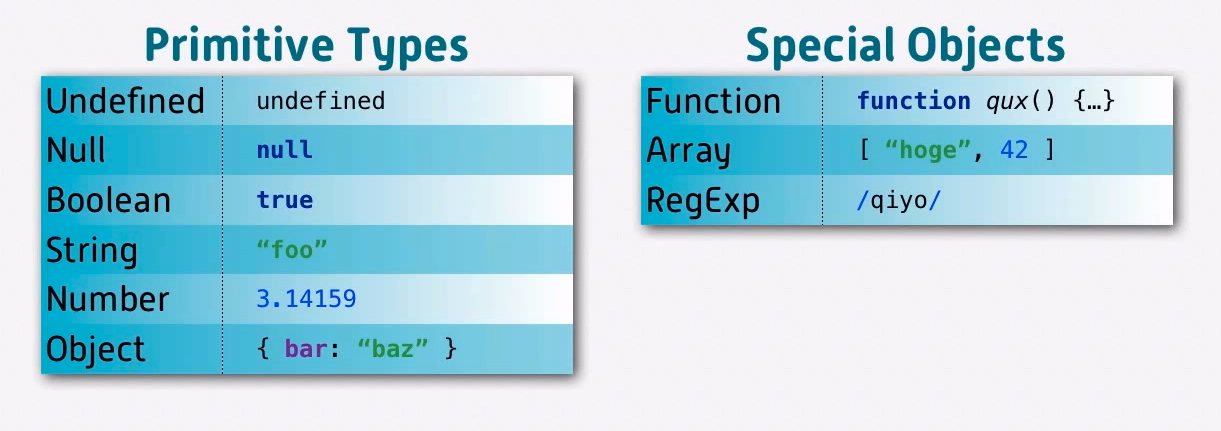 Primitive Types
Undefined undefined
Null null
Boolean true
String “foo”
Number 3.14159
Object { bar: “baz” }
Special Objects
Function function qux() {…}
Array [ “hoge”, 42 ]
RegExp /qiyo/